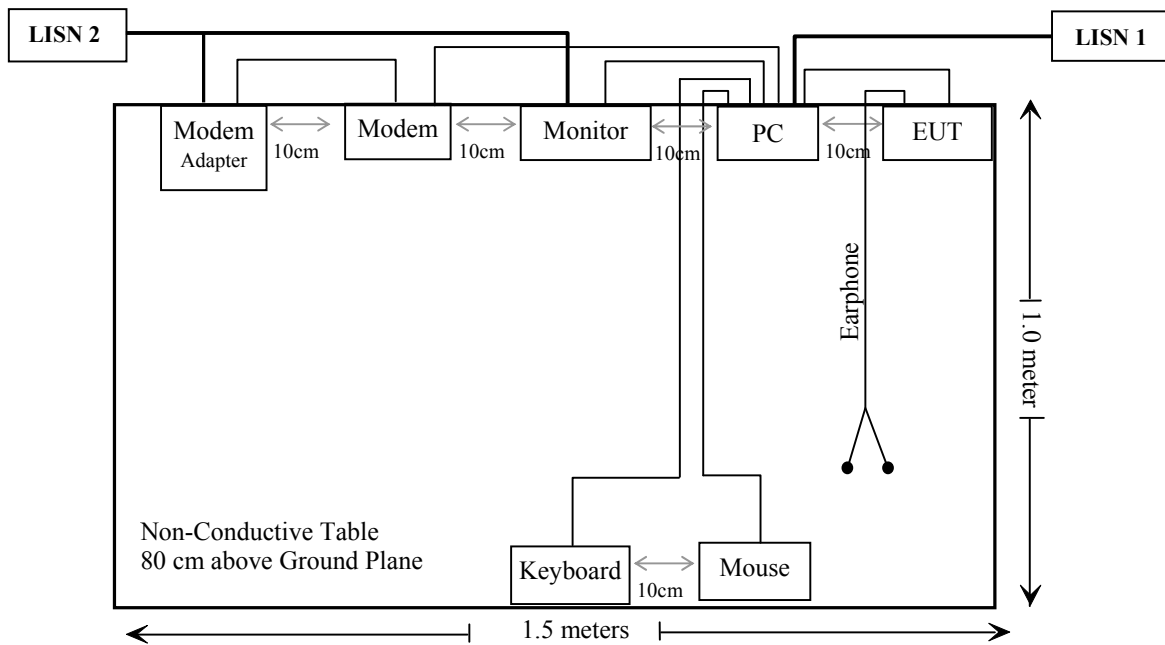 LISN 2
LISN 1
Modem
Adapter
10cm
Modem
10cm
Monitor
10cm
PC
10cm
EUT
Earphone
1.0 meter
Non-Conductive Table
80 cm above Ground Plane
Keyboard
10cm
Mouse
1.5 meters